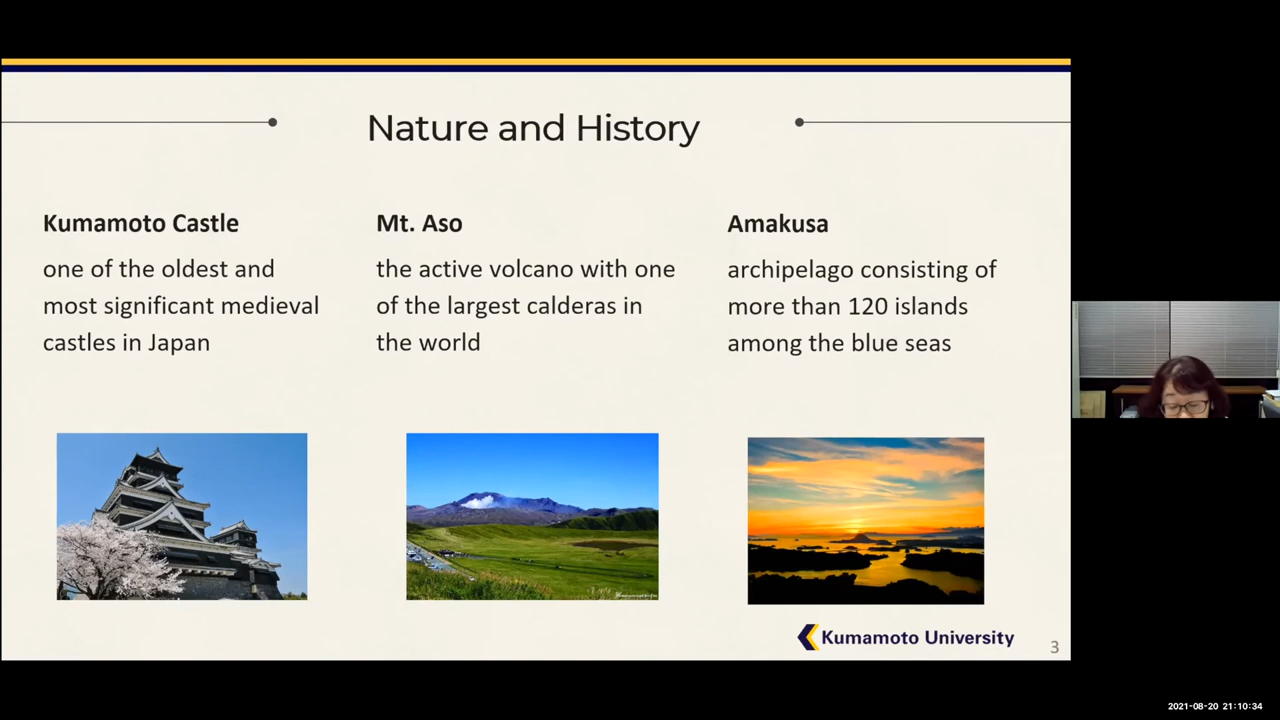 Nature and History
Kumamoto Castle
one of the oldest and
most significant medieval
castles in Japan
Mt. Aso
the active volcano with one
of the largest calderas in
the world
Amakusa
archipelago consisting of
more than 120 islands
among the blue seas
Kumamoto University
3
2021-08-20 21:10:34